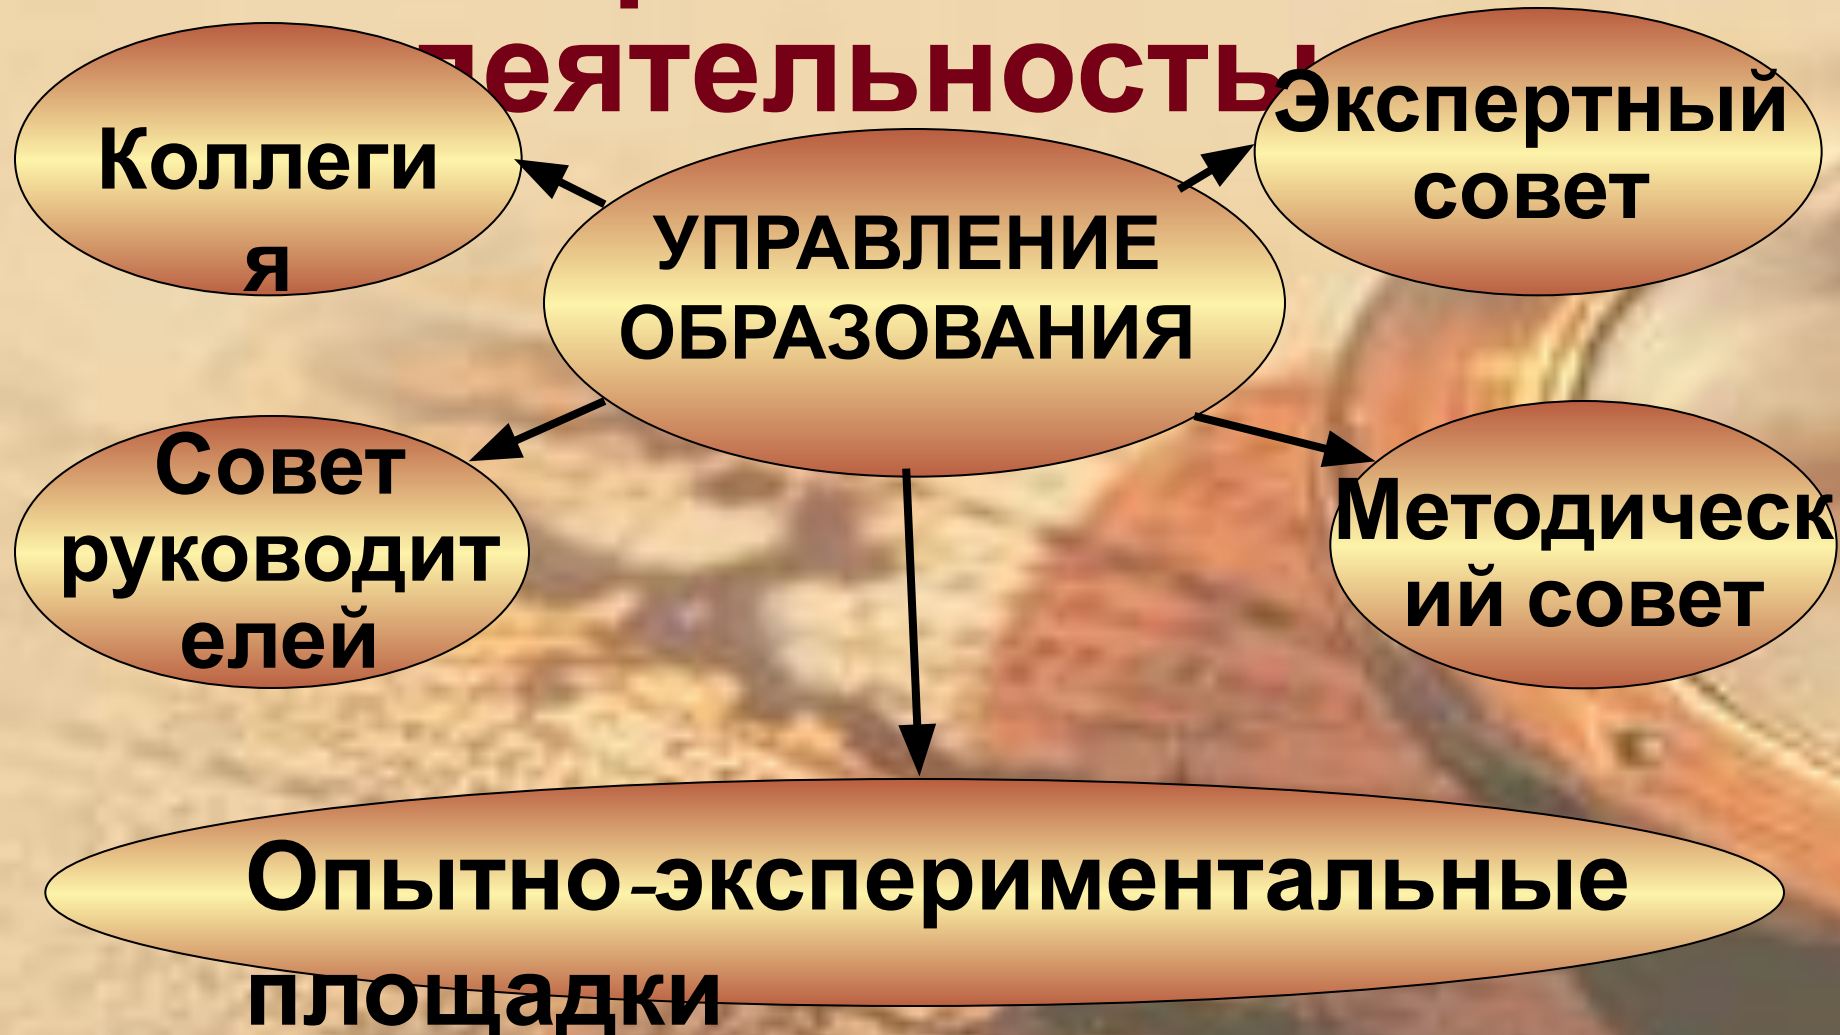 деятельность
Коллеги
я
Экспертный
совет
УПРАВЛЕНИЕ
ОБРАЗОВАНИЯ
Совет
руководит
елей
Методическ
ий совет
Опытно-экспериментальные
площадки